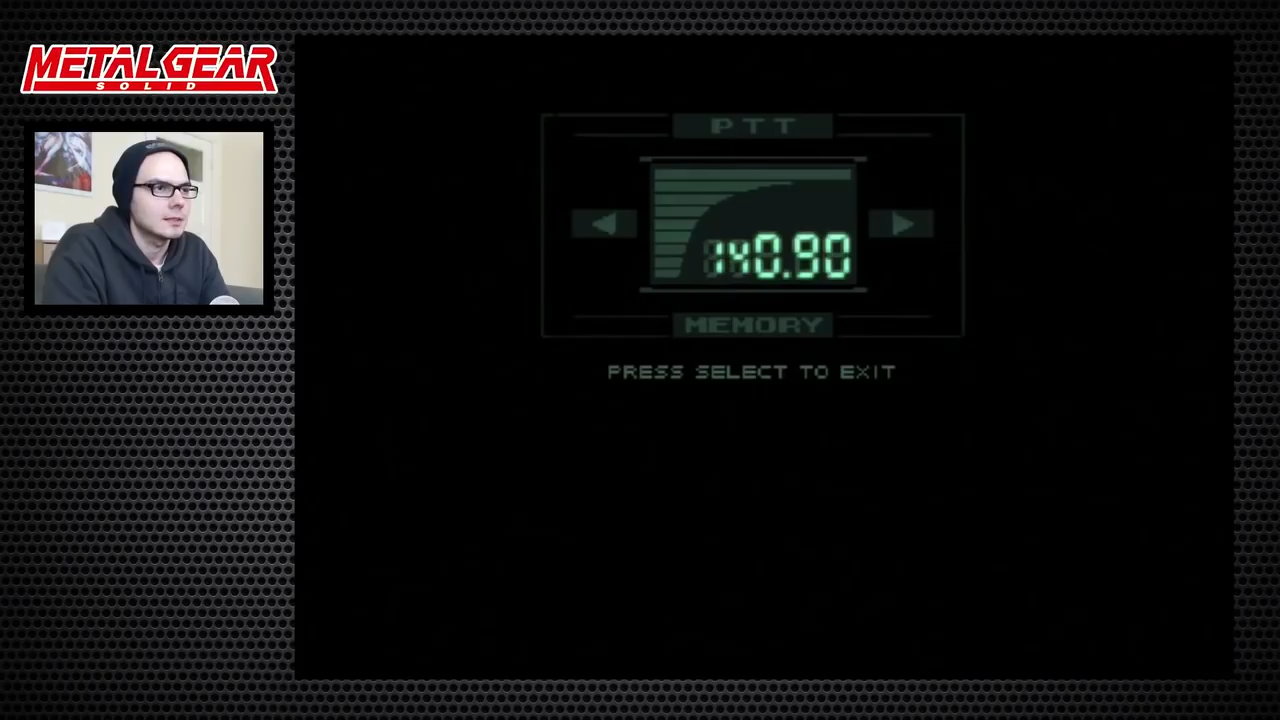 METAL GEAR
SOLID
PTT
140.90
MEMORY
PRESS SELECT TO EXIT